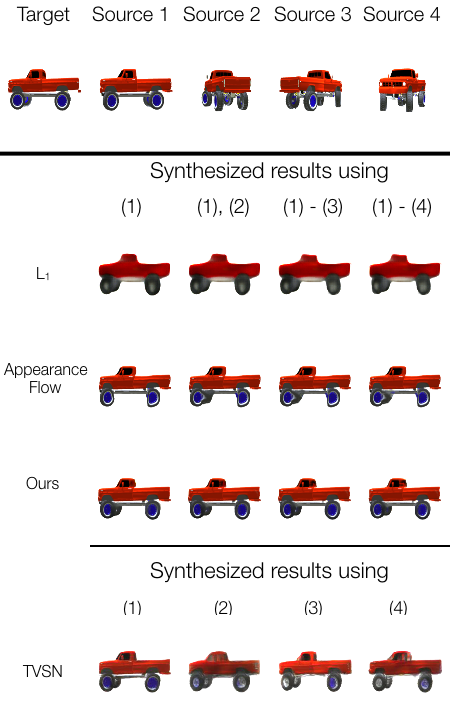 Target Source 1 Source 2 Source 3 Source 4
Synthesized results using
(1) (1), (2) (1) - (3) (1) - (4)
L₁
Appearance
Flow
Ours
Synthesized results using
(1) (2) (3) (4)
TVSN